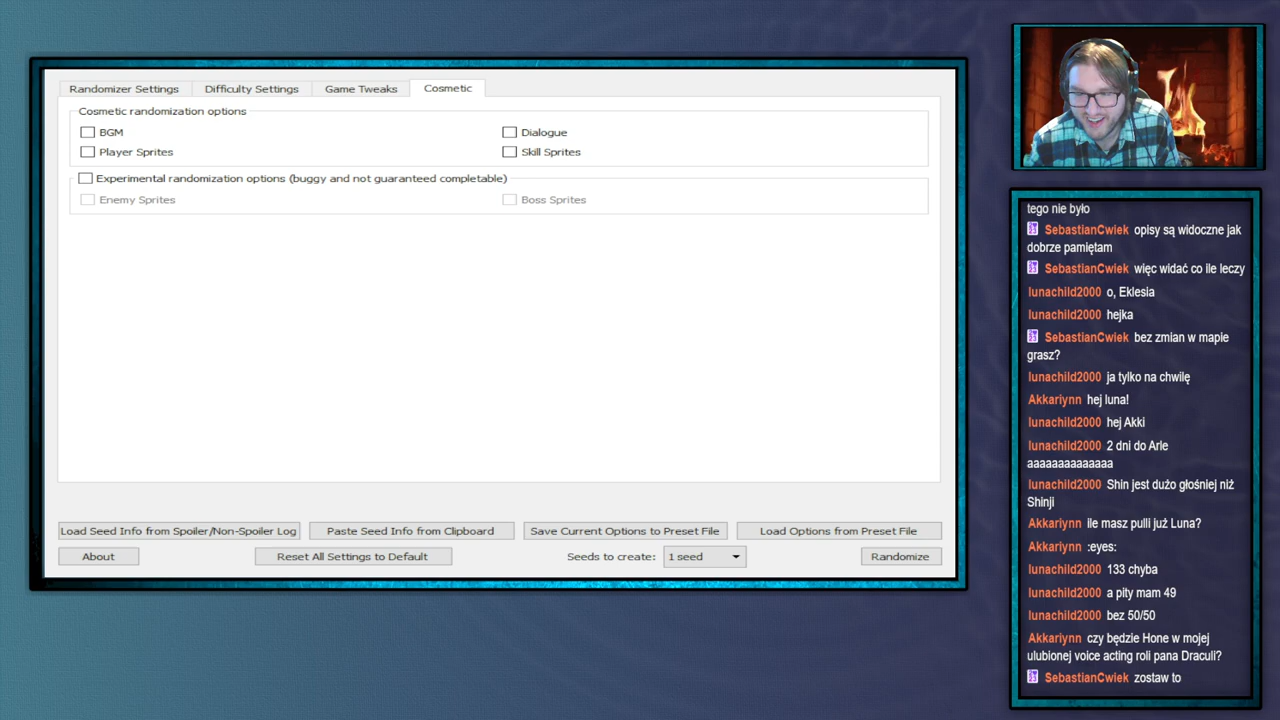 Randomizer Settings
Difficulty Settings
Game Tweaks
Cosmetic
Cosmetic randomization options
BGM
Dialogue
Player Sprites
Skill Sprites
Experimental randomization options (buggy and not guaranteed completable)
Enemy Sprites
Boss Sprites
Load Seed Info from Spoiler/Non-Spoiler Log
Paste Seed Info from Clipboard
Save Current Options to Preset File
Load Options from Preset File
About
Reset All Settings to Default
Seeds to create:
1 seed
Randomize
tego nie było
SebastianCwiek opisy są widoczne jak
dobrze pamiętam
SebastianCwiek więc widać co ile leczy
lunachild2000 o, Eklesia
lunachild2000 hejka
SebastianCwiek bez zmian w mapie
grasz?
lunachild2000 ja tylko na chwilę
Akkariynn hej luna!
lunachild2000 hej Akki
lunachild2000 2 dni do Arle
aaaaaaaaaaaaaa
lunachild2000 Shin jest dużo głośniej niż
Shinji
Akkariynn ile masz pulli już Luna?
Akkariynn :eyes:
lunachild2000 133 chyba
lunachild2000 a pity mam 49
lunachild2000 bez 50/50
Akkariynn czy będzie Hone w mojej
ulubionej voice acting roli pana Draculi?
SebastianCwiek zostaw to